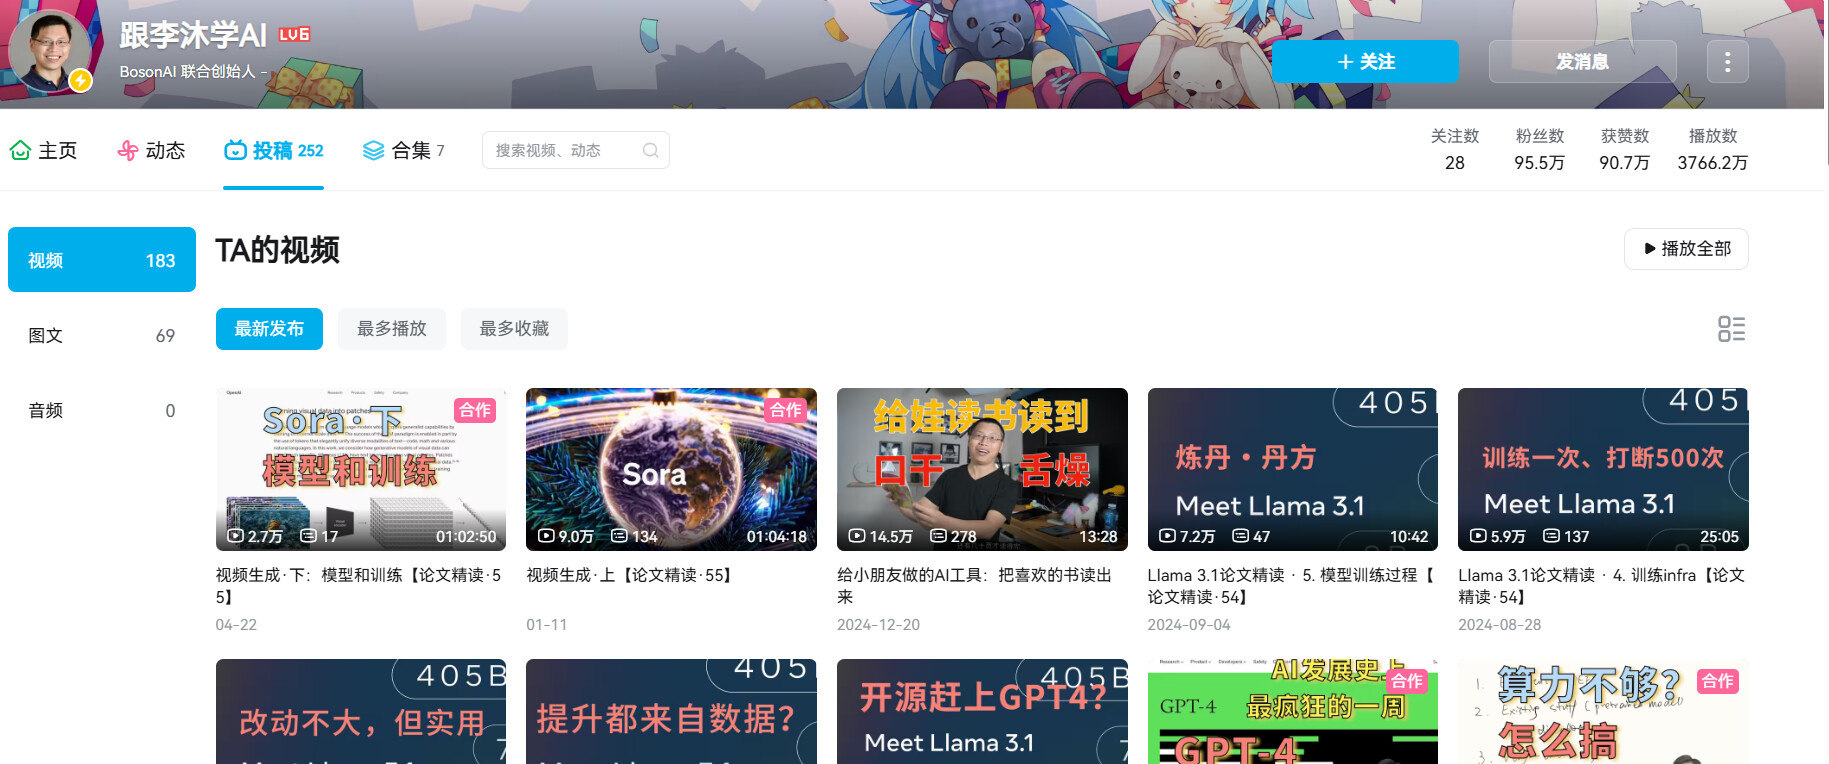 跟李沐学AI LV6
BosonAI 联合创始人 -
+ 关注
发消息
主页
动态
投稿 252
合集 7
搜索视频、动态
关注数 粉丝数 获赞数 播放数
28 95.5万 90.7万 3766.2万
视频 183
图文 69
音频 0
TA的视频
播放全部
最新发布 最多播放 最多收藏
OpenAI
Sora·下
模型和训练
合作
2.7万 17 01:02:50
视频生成·下：模型和训练【论文精读·5
5】
04-22
合作
Sora
9.0万 134 01:04:18
视频生成·上【论文精读·55】
01-11
给娃读书读到
口干 舌燥
14.5万 278 13:28
给小朋友做的AI工具：把喜欢的书读出
来
2024-12-20
405
炼丹·丹方
Meet Llama 3.1
7.2万 47 10:42
Llama 3.1论文精读 · 5. 模型训练过程【
论文精读·54】
2024-09-04
405
训练一次、打断500次
Meet Llama 3.1
5.9万 137 25:05
Llama 3.1论文精读 · 4. 训练infra【论文
精读·54】
2024-08-28
405B
改动不大，但实用
405
提升都来自数据？
405B
开源赶上GPT4？
Meet Llama 3.1
AI发展史上
合作
最疯狂的一周
GPT-4
GPT-4
算力不够？
合作
怎么搞